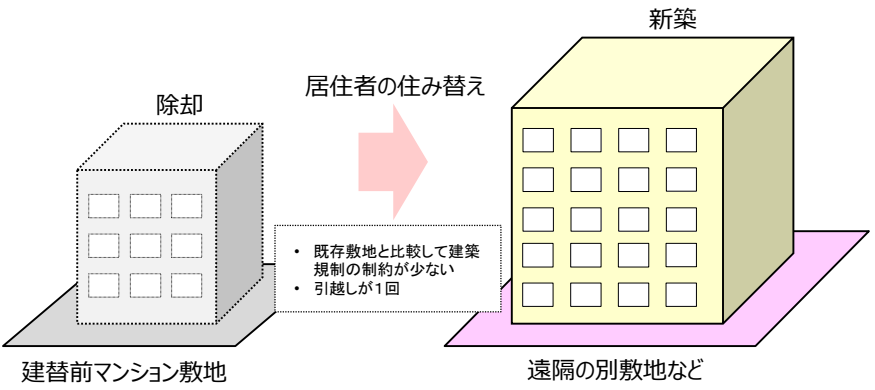 新築
居住者の住み替え
除却
• 既存敷地と比較して建築
規制の制約が少ない
• 引越しが１回
建替前マンション敷地
遠隔の別敷地など